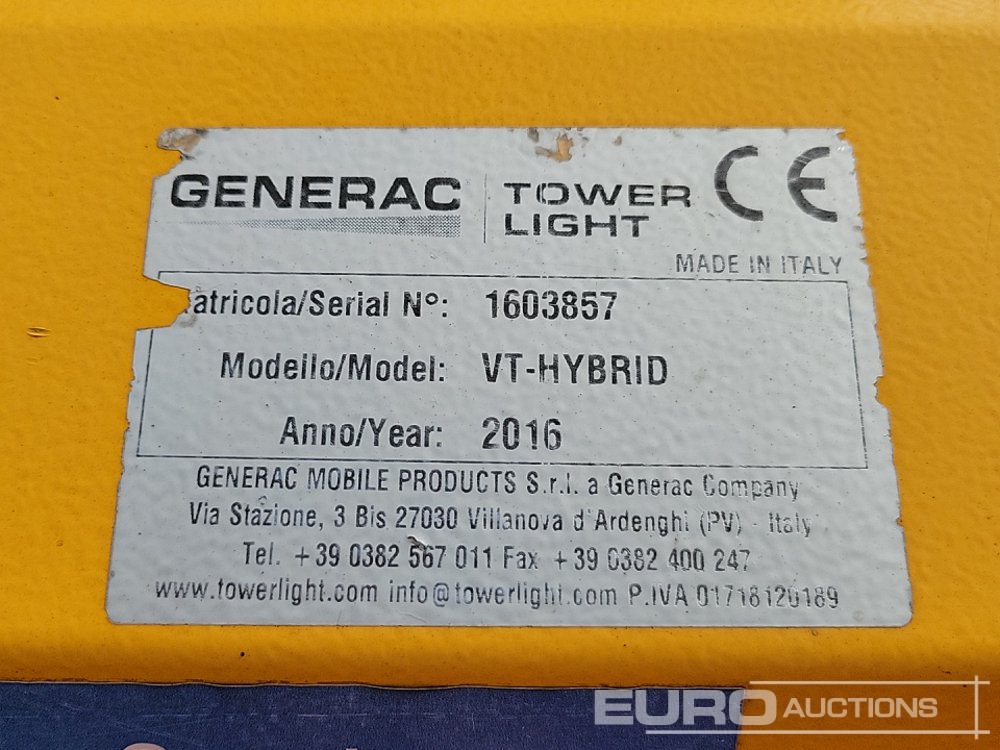 GENERAC
TOWER
LIGHT
CE
MADE IN ITALY
atricola/Serial N°: 1603857
Modello/Model: VT-HYBRID
Anno/Year: 2016
GENERAC MOBILE PRODUCTS S.r.l. a Generac Company
Via Stazione, 3 Bis 27030 Villanova d'Ardenghi (PV) - Italy
Tel. +39 0382 567 011 Fax +39 0382 400 247
www.towerlight.com info@towerlight.com P.IVA 01718120189
EURO AUCTIONS